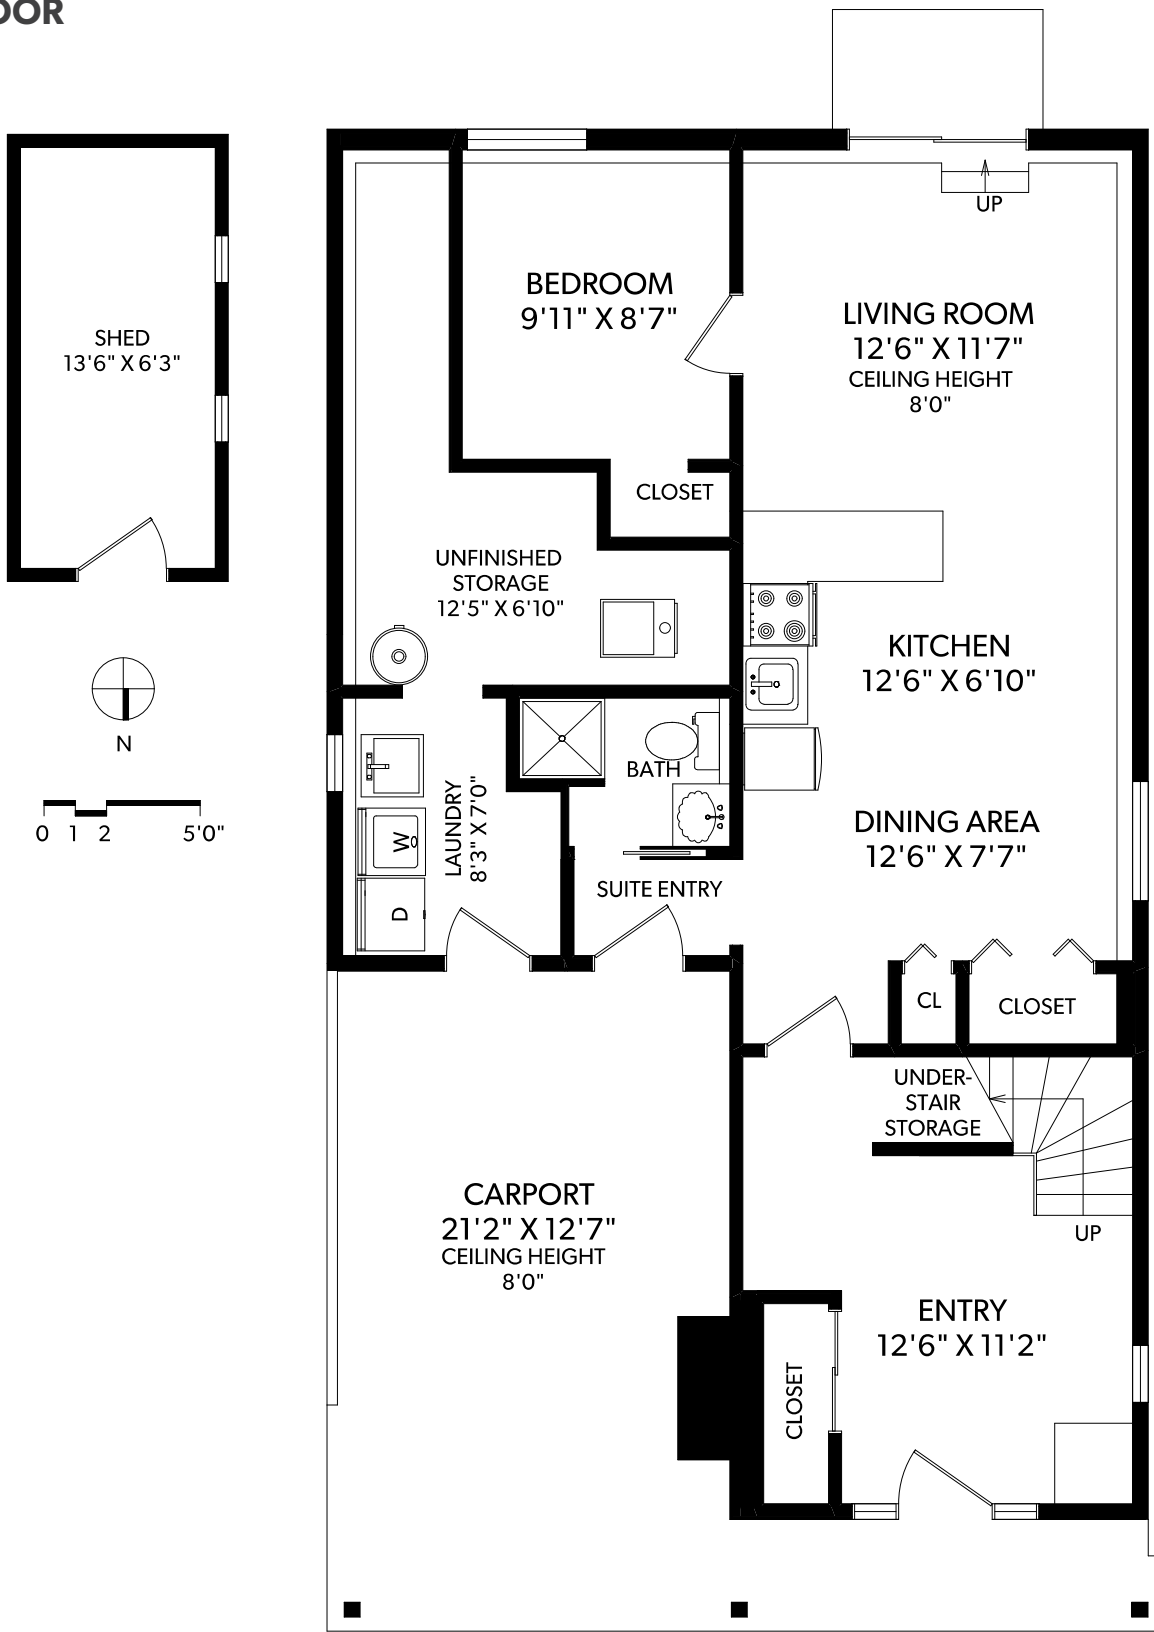 SHED
13'6" X 6'3"
N
0 1 2 5'0"
UP
BEDROOM
9'11" X 8'7"
LIVING ROOM
12'6" X 11'7"
CEILING HEIGHT
8'0"
CLOSET
UNFINISHED
STORAGE
12'5" X 6'10"
KITCHEN
12'6" X 6'10"
BATH
LAUNDRY
8'3" X 7'0"
W
D
DINING AREA
12'6" X 7'7"
SUITE ENTRY
CL
CLOSET
UNDER-
STAIR
STORAGE
UP
CARPORT
21'2" X 12'7"
CEILING HEIGHT
8'0"
ENTRY
12'6" X 11'2"
CLOSET